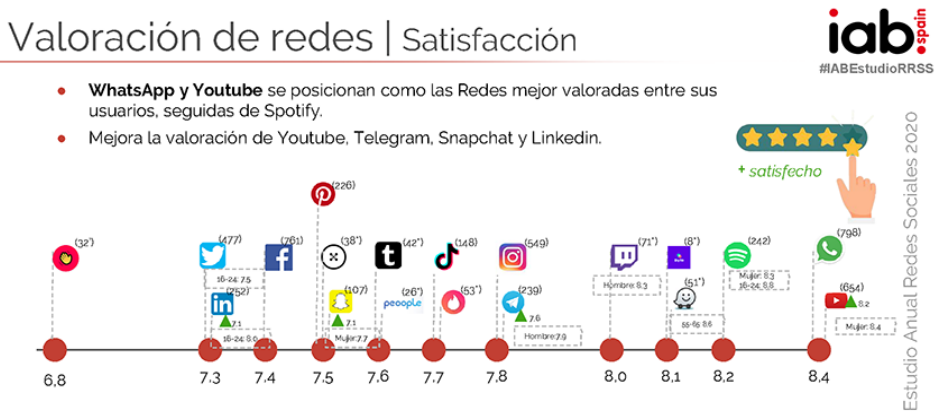 Valoración de redes | Satisfacción
iab.spain
#IABEstudioRRSS
WhatsApp y Youtube se posicionan como las Redes mejor valoradas entre sus
usuarios, seguidas de Spotify.
Mejora la valoración de Youtube, Telegram, Snapchat y Linkedin.
+ satisfecho
Estudio Anual Redes Sociales 2020
(226)
(32*)
(477)
(761)
(38*)
(42*)
(148)
(549)
(71*)
(8*)
(242)
(798)
16-24: 7.5
Hombre: 8.3
Mujer: 8.3
16-24: 8.8
(252)
(107)
(26*)
peoople
(53*)
(239)
(51*)
(654)
8.2
7.1
7.1
7.6
16-24: 8.0
Mujer: 7.7
Hombre: 7.9
55-65: 8.6
Mujer: 8.4
6,8
7,3
7,4
7,5
7,6
7,7
7,8
8,0
8,1
8,2
8,4